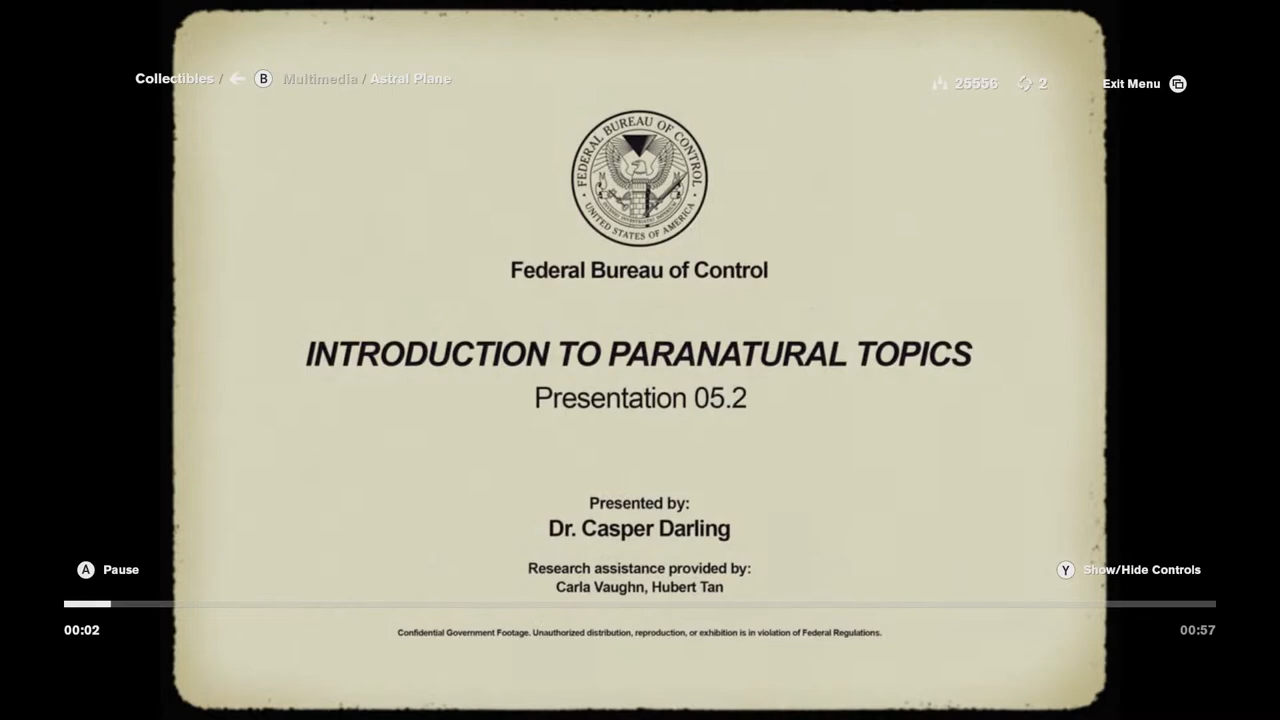 Collectibles / B Multimedia / Astral Plane
25556 2 Exit Menu
FEDERAL BUREAU OF CONTROL
UNITED STATES OF AMERICA
Federal Bureau of Control
INTRODUCTION TO PARANATURAL TOPICS
Presentation 05.2
Presented by:
Dr. Casper Darling
Research assistance provided by:
Carla Vaughn, Hubert Tan
A Pause
Y Show/Hide Controls
00:02
00:57
Confidential Government Footage. Unauthorized distribution, reproduction, or exhibition is in violation of Federal Regulations.